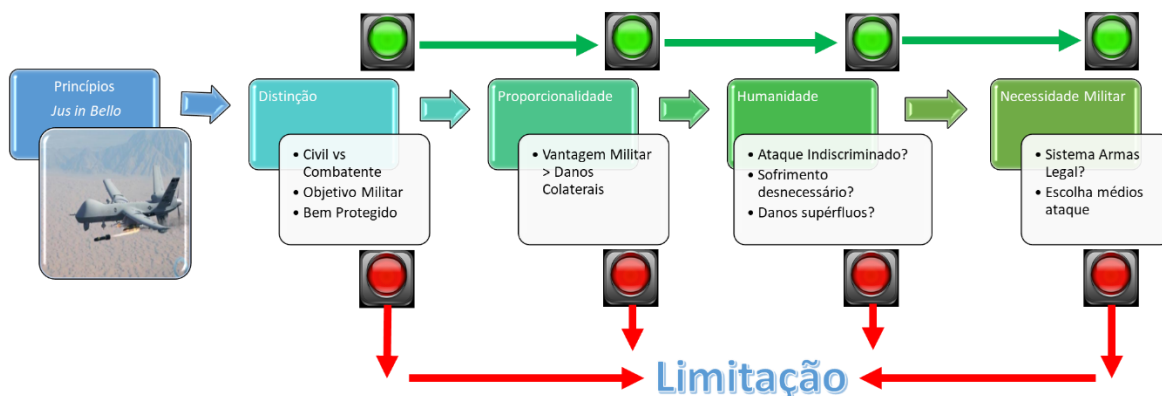 Princípios
Jus in Bello
Distinção
• Civil vs
Combatente
• Objetivo Militar
• Bem Protegido
Proporcionalidade
• Vantagem Militar
> Danos
Colaterais
Humanidade
• Ataque Indiscriminado?
• Sofrimento
desnecessário?
• Danos supérfluos?
Necessidade Militar
• Sistema Armas
Legal?
• Escolha médios
ataque
Limitação